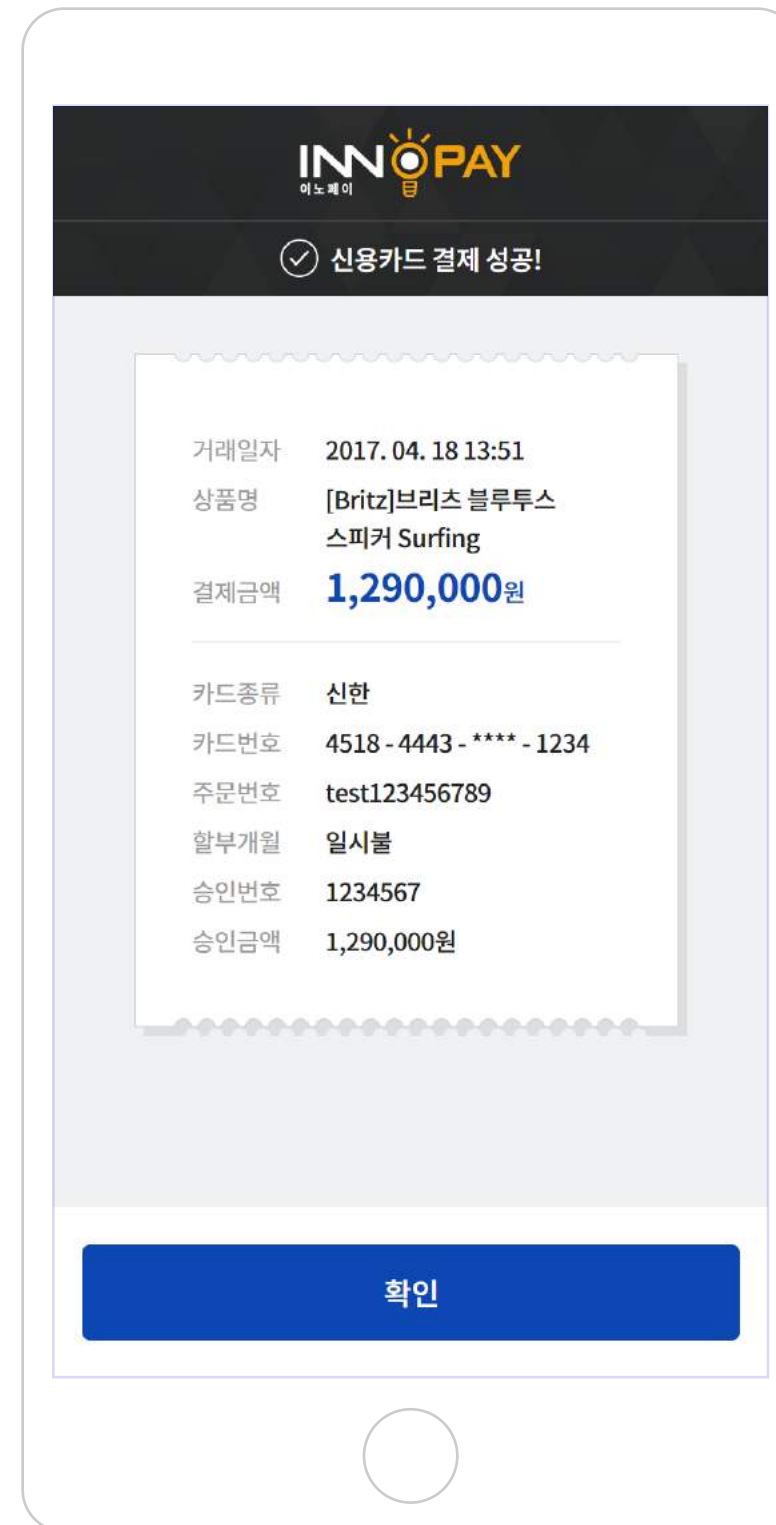 INNOPAY
이노페이
신용카드 결제 성공!
거래일자 2017. 04. 18 13:51
상품명 [Britz]브리츠 블루투스
스피커 Surfing
결제금액 1,290,000원
카드종류 신한
카드번호 4518 - 4443 - **** - 1234
주문번호 test123456789
할부개월 일시불
승인번호 1234567
승인금액 1,290,000원
확인